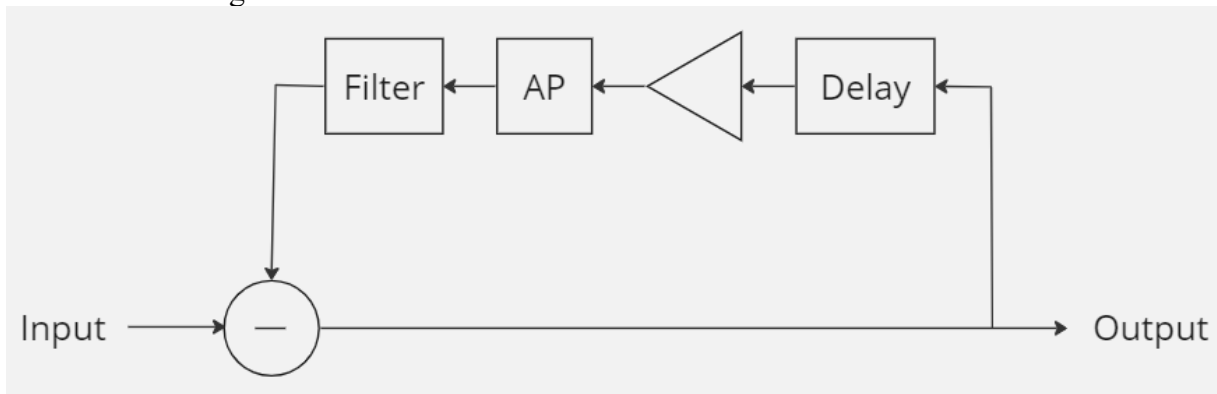 Filter
AP
Delay
Input
—
Output